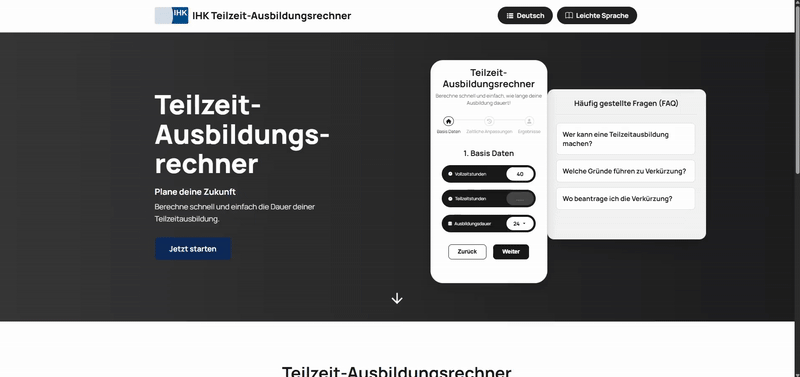 IHK
IHK Teilzeit-Ausbildungsrechner
Deutsch
Leichte Sprache
Teilzeit-
Ausbildungs-
rechner
Plane deine Zukunft
Berechne schnell und einfach die Dauer deiner
Teilzeitausbildung.
Jetzt starten
Teilzeit-
Ausbildungsrechner
Berechne schnell und einfach, wie lange deine
Ausbildung dauert!
Basis Daten
Zeitliche Anpassungen
Ergebnisse
1. Basis Daten
Vollzeitstunden
40
Teilzeitstunden
Ausbildungsdauer
24
Zurück
Weiter
Häufig gestellte Fragen (FAQ)
Wer kann eine Teilzeitausbildung
machen?
Welche Gründe führen zu Verkürzung?
Wo beantrage ich die Verkürzung?
Teilzeit-Ausbildungsrechner